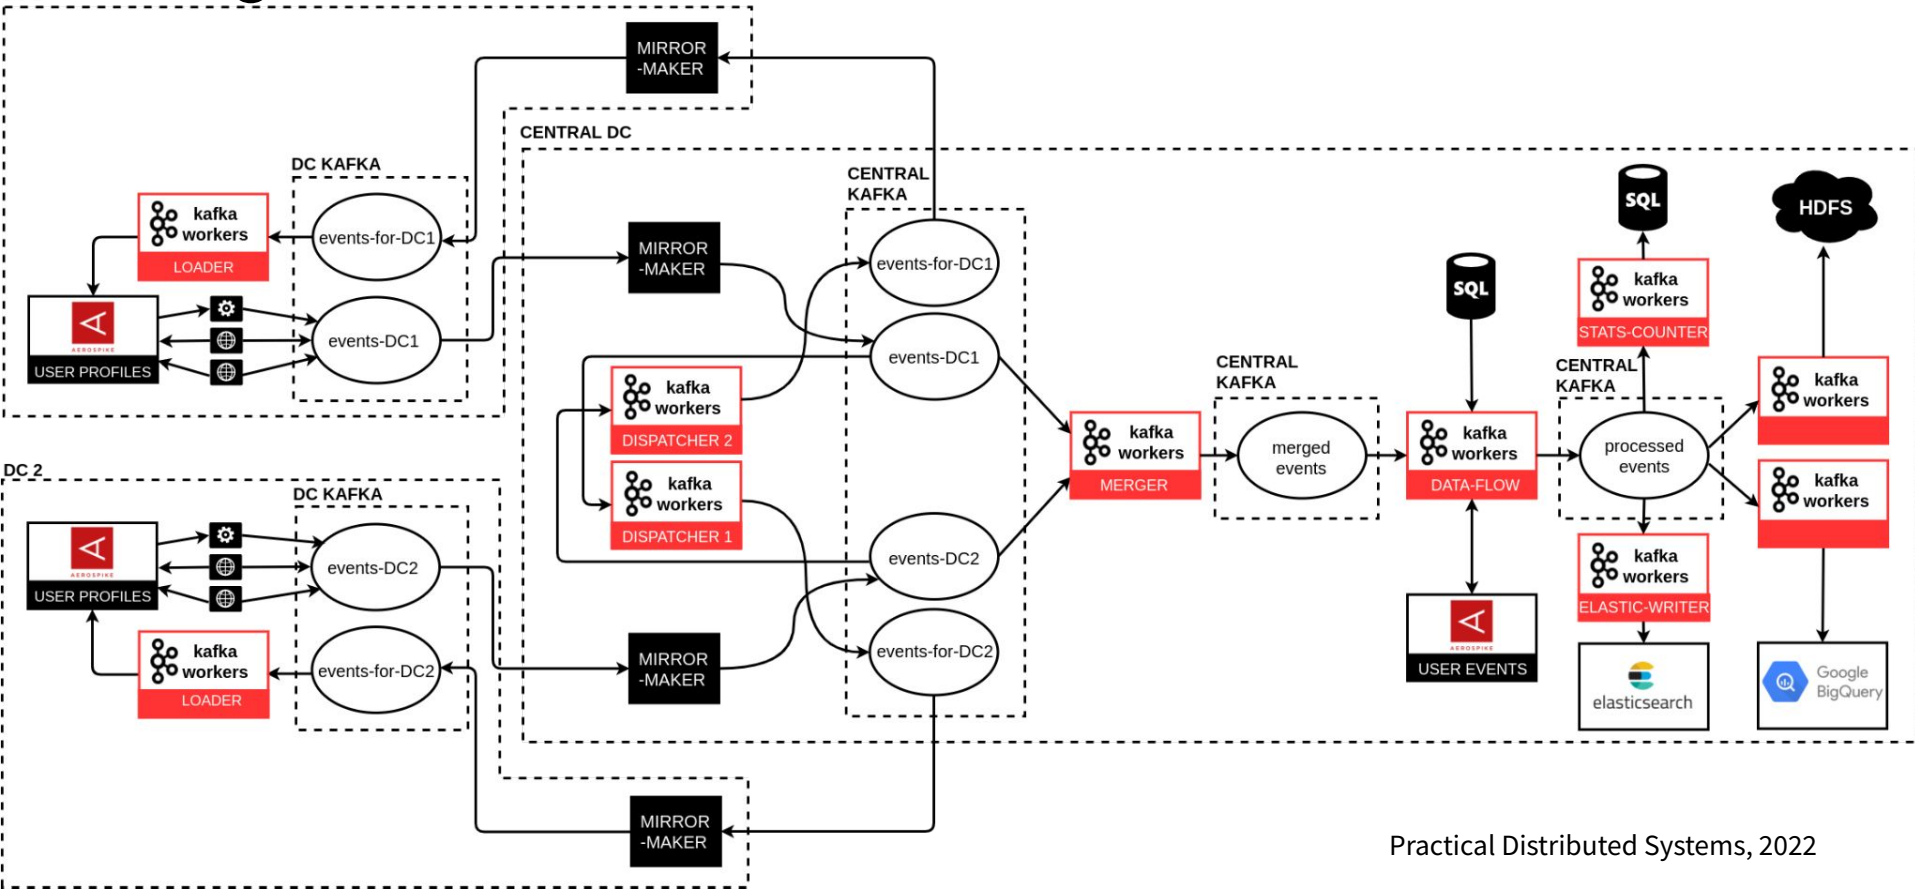 MIRROR
-MAKER
CENTRAL DC
DC KAFKA
CENTRAL
KAFKA
kafka
workers
LOADER
events-for-DC1
MIRROR
-MAKER
events-for-DC1
SQL
HDFS
SQL
kafka
workers
STATS-COUNTER
AEROSPIKE
USER PROFILES
events-DC1
events-DC1
kafka
workers
DISPATCHER 2
CENTRAL
KAFKA
CENTRAL
KAFKA
kafka
workers
kafka
workers
MERGER
merged
events
kafka
workers
DATA-FLOW
processed
events
DC 2
DC KAFKA
kafka
workers
DISPATCHER 1
kafka
workers
AEROSPIKE
USER PROFILES
events-DC2
events-DC2
kafka
workers
ELASTIC-WRITER
kafka
workers
LOADER
events-for-DC2
MIRROR
-MAKER
events-for-DC2
AEROSPIKE
USER EVENTS
elasticsearch
Google
BigQuery
MIRROR
-MAKER
Practical Distributed Systems, 2022